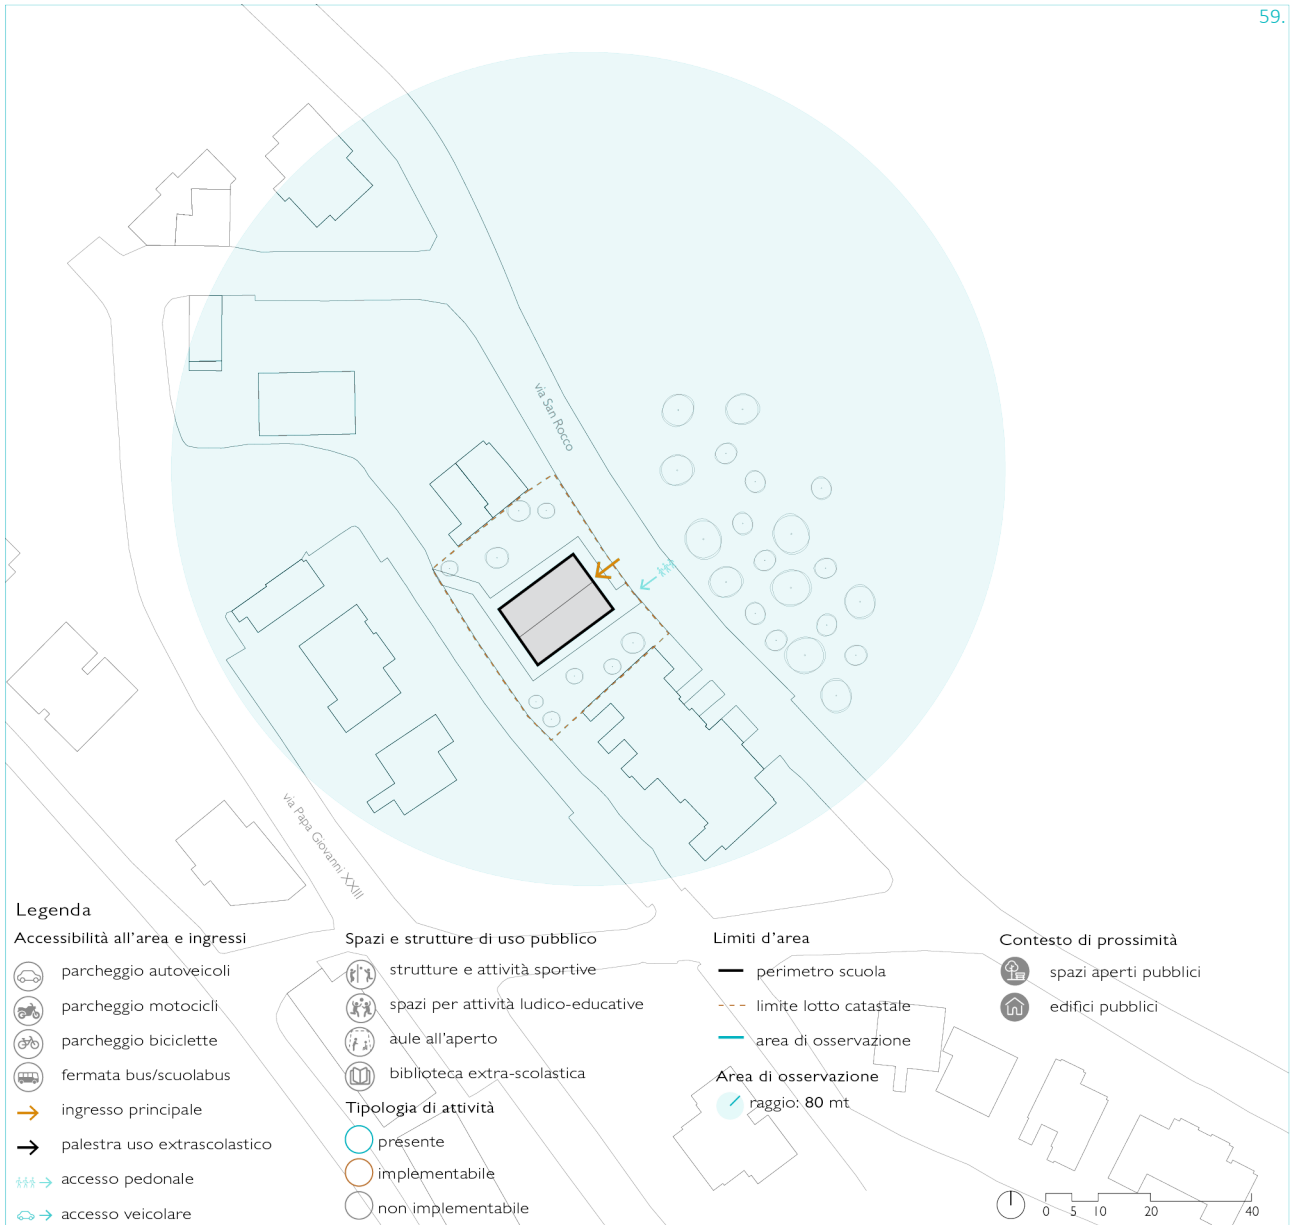 59.
via San Rocco
via Papa Giovanni XXIII
Legenda
Accessibilità all'area e ingressi
parcheggio autoveicoli
parcheggio motocicli
parcheggio biciclette
fermata bus/scuolabus
ingresso principale
palestra uso extrascolastico
accesso pedonale
accesso veicolare
Spazi e strutture di uso pubblico
strutture e attività sportive
spazi per attività ludico-educative
aule all'aperto
biblioteca extra-scolastica
Tipologia di attività
presente
implementabile
non implementabile
Limiti d'area
perimetro scuola
limite lotto catastale
area di osservazione
Area di osservazione
raggio: 80 mt
Contesto di prossimità
spazi aperti pubblici
edifici pubblici
0 5 10 20 40